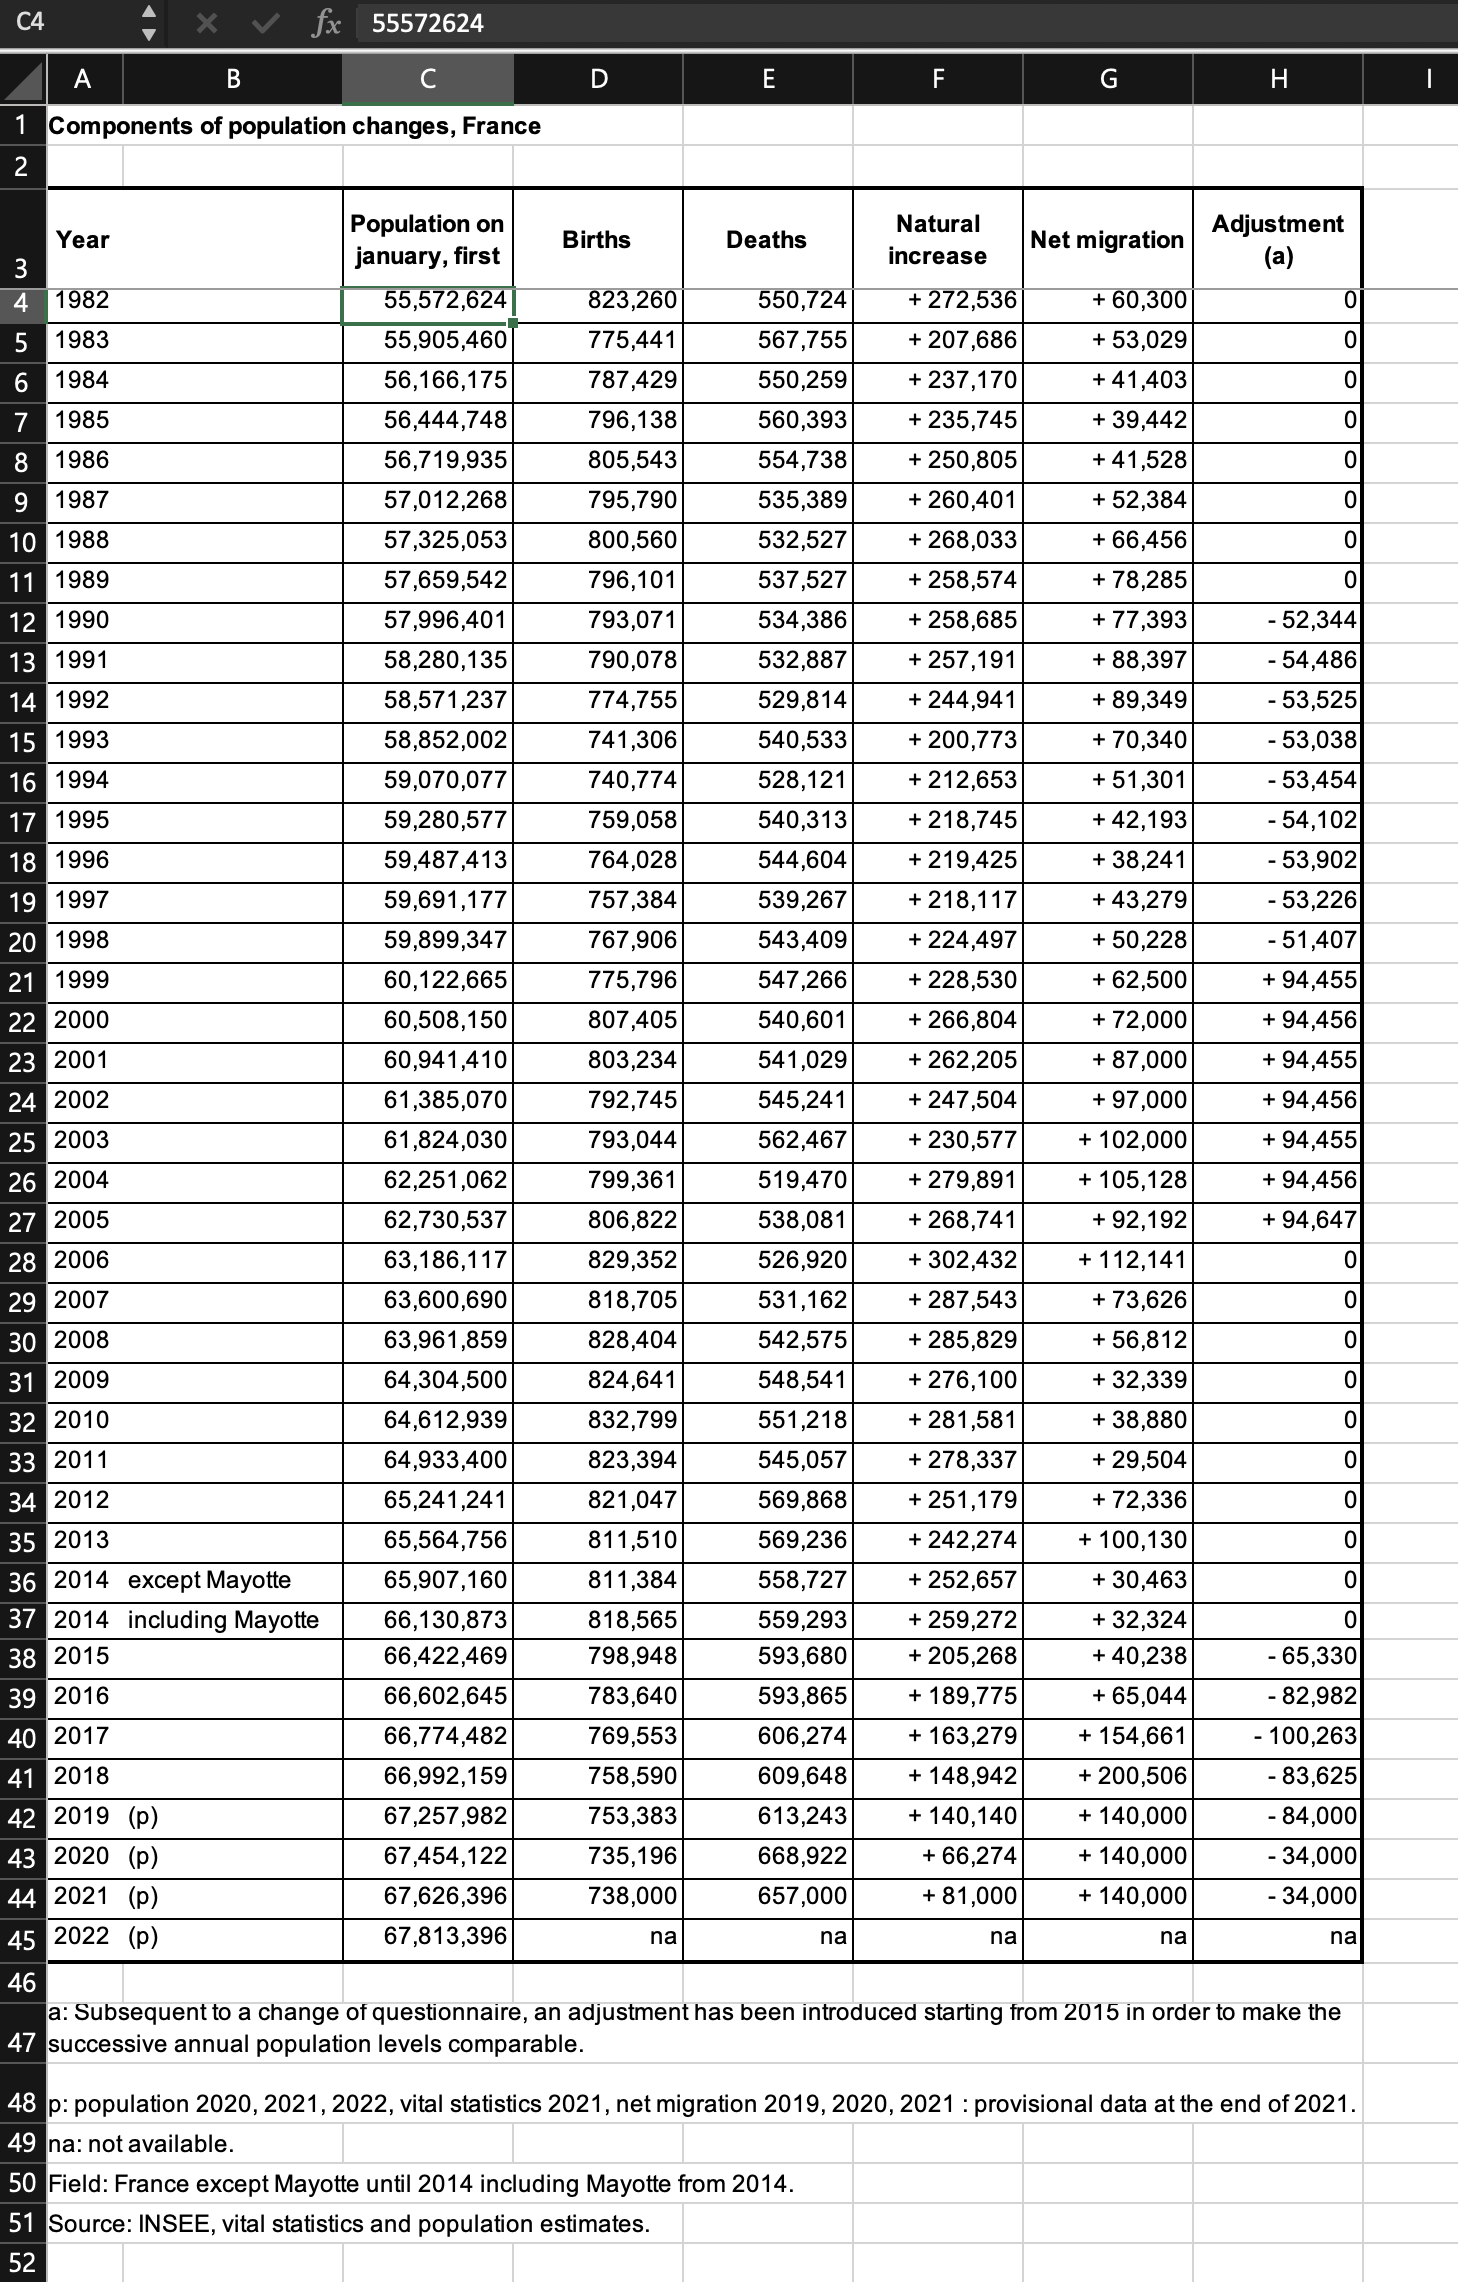 C4 fx 55572624
A B C D E F G H I
1 Components of population changes, France
2
3 Year Population on january, first Births Deaths Natural increase Net migration Adjustment (a)
4 1982 55,572,624 823,260 550,724 + 272,536 + 60,300 0
5 1983 55,905,460 775,441 567,755 + 207,686 + 53,029 0
6 1984 56,166,175 787,429 550,259 + 237,170 + 41,403 0
7 1985 56,444,748 796,138 560,393 + 235,745 + 39,442 0
8 1986 56,719,935 805,543 554,738 + 250,805 + 41,528 0
9 1987 57,012,268 795,790 535,389 + 260,401 + 52,384 0
10 1988 57,325,053 800,560 532,527 + 268,033 + 66,456 0
11 1989 57,659,542 796,101 537,527 + 258,574 + 78,285 0
12 1990 57,996,401 793,071 534,386 + 258,685 + 77,393 - 52,344
13 1991 58,280,135 790,078 532,887 + 257,191 + 88,397 - 54,486
14 1992 58,571,237 774,755 529,814 + 244,941 + 89,349 - 53,525
15 1993 58,852,002 741,306 540,533 + 200,773 + 70,340 - 53,038
16 1994 59,070,077 740,774 528,121 + 212,653 + 51,301 - 53,454
17 1995 59,280,577 759,058 540,313 + 218,745 + 42,193 - 54,102
18 1996 59,487,413 764,028 544,604 + 219,425 + 38,241 - 53,902
19 1997 59,691,177 757,384 539,267 + 218,117 + 43,279 - 53,226
20 1998 59,899,347 767,906 543,409 + 224,497 + 50,228 - 51,407
21 1999 60,122,665 775,796 547,266 + 228,530 + 62,500 + 94,455
22 2000 60,508,150 807,405 540,601 + 266,804 + 72,000 + 94,456
23 2001 60,941,410 803,234 541,029 + 262,205 + 87,000 + 94,455
24 2002 61,385,070 792,745 545,241 + 247,504 + 97,000 + 94,456
25 2003 61,824,030 793,044 562,467 + 230,577 + 102,000 + 94,455
26 2004 62,251,062 799,361 519,470 + 279,891 + 105,128 + 94,456
27 2005 62,730,537 806,822 538,081 + 268,741 + 92,192 + 94,647
28 2006 63,186,117 829,352 526,920 + 302,432 + 112,141 0
29 2007 63,600,690 818,705 531,162 + 287,543 + 73,626 0
30 2008 63,961,859 828,404 542,575 + 285,829 + 56,812 0
31 2009 64,304,500 824,641 548,541 + 276,100 + 32,339 0
32 2010 64,612,939 832,799 551,218 + 281,581 + 38,880 0
33 2011 64,933,400 823,394 545,057 + 278,337 + 29,504 0
34 2012 65,241,241 821,047 569,868 + 251,179 + 72,336 0
35 2013 65,564,756 811,510 569,236 + 242,274 + 100,130 0
36 2014 except Mayotte 65,907,160 811,384 558,727 + 252,657 + 30,463 0
37 2014 including Mayotte 66,130,873 818,565 559,293 + 259,272 + 32,324 0
38 2015 66,422,469 798,948 593,680 + 205,268 + 40,238 - 65,330
39 2016 66,602,645 783,640 593,865 + 189,775 + 65,044 - 82,982
40 2017 66,774,482 769,553 606,274 + 163,279 + 154,661 - 100,263
41 2018 66,992,159 758,590 609,648 + 148,942 + 200,506 - 83,625
42 2019 (p) 67,257,982 753,383 613,243 + 140,140 + 140,000 - 84,000
43 2020 (p) 67,454,122 735,196 668,922 + 66,274 + 140,000 - 34,000
44 2021 (p) 67,626,396 738,000 657,000 + 81,000 + 140,000 - 34,000
45 2022 (p) 67,813,396 na na na na na
46
a: Subsequent to a change of questionnaire, an adjustment has been introduced starting from 2015 in order to make the
47 successive annual population levels comparable.
48 p: population 2020, 2021, 2022, vital statistics 2021, net migration 2019, 2020, 2021 : provisional data at the end of 2021.
49 na: not available.
50 Field: France except Mayotte until 2014 including Mayotte from 2014.
51 Source: INSEE, vital statistics and population estimates.
52